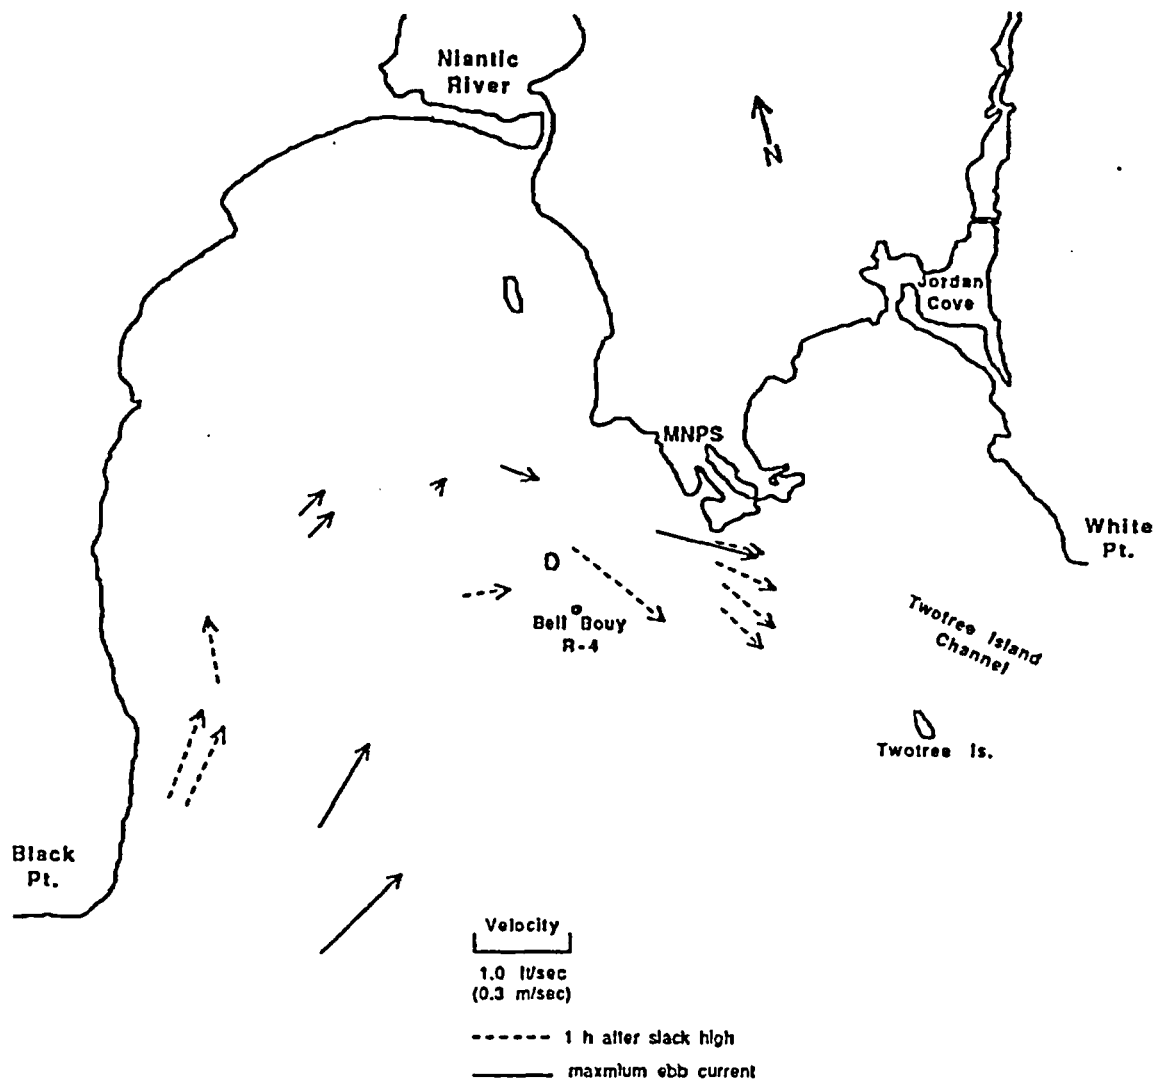 Niantic
River
N
Jordan
Cove
MNPS
White
Pt.
D
Bell Bouy
R-4
Twotree Island
Channel
Twotree Is.
Black
Pt.
Velocity
1.0 ft/sec
(0.3 m/sec)
1 h after slack high
maxmium ebb current